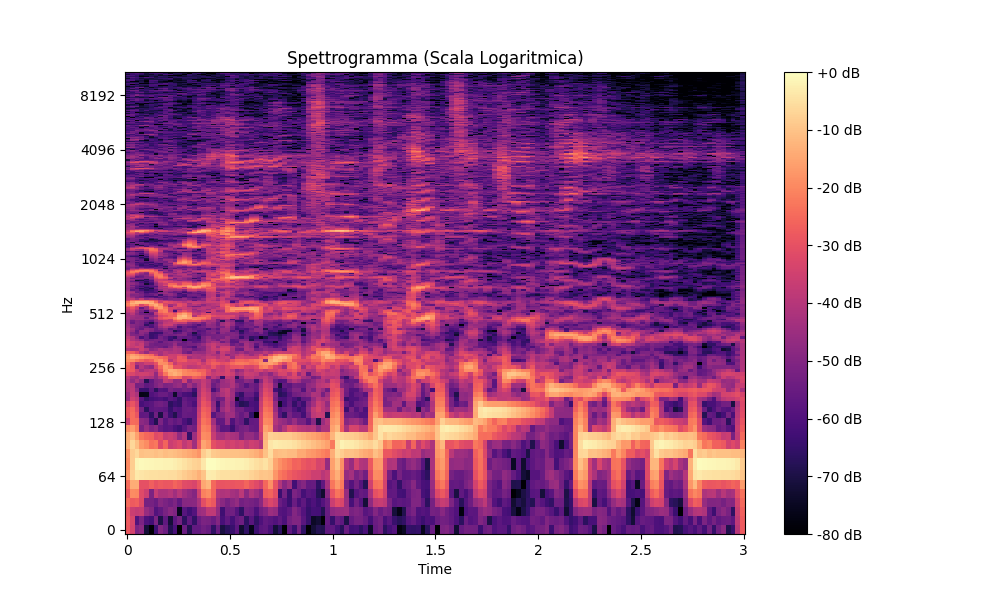 Spettrogramma (Scala Logaritmica)
Hz
8192
4096
2048
1024
512
256
128
64
0
0
0.5
1
1.5
2
2.5
3
Time
+0 dB
-10 dB
-20 dB
-30 dB
-40 dB
-50 dB
-60 dB
-70 dB
-80 dB